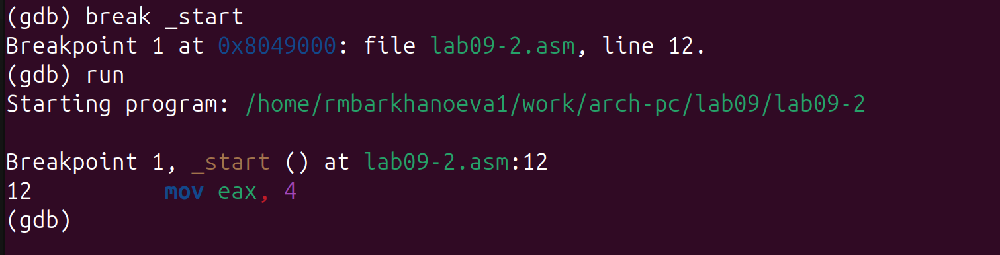 (gdb) break _start
Breakpoint 1 at 0x8049000: file lab09-2.asm, line 12.
(gdb) run
Starting program: /home/rmbarkhanoeva1/work/arch-pc/lab09/lab09-2
Breakpoint 1, _start () at lab09-2.asm:12
12          mov eax, 4
(gdb)